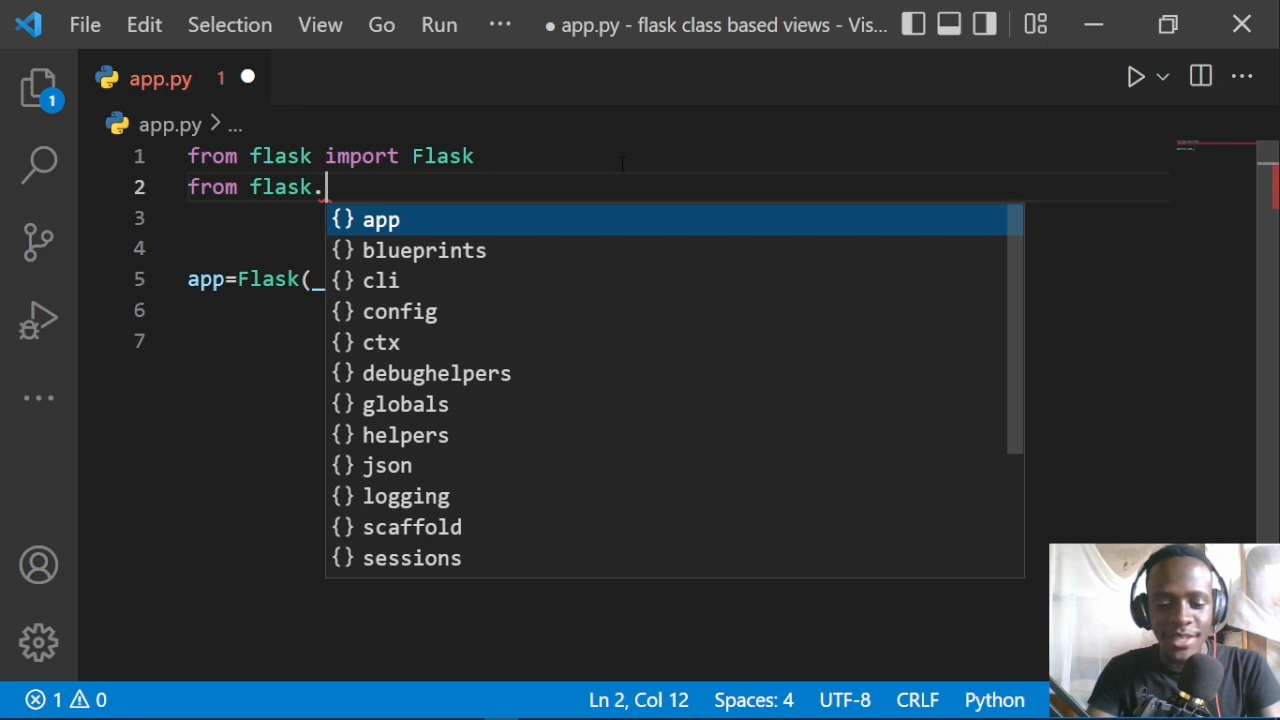 File Edit Selection View Go Run ··· ● app.py - flask class based views - Vis...
app.py 1 ●
1
app.py > ...
1 from flask import Flask
2 from flask.
3
4
5 app=Flask(_
6
7
{} app
{} blueprints
{} cli
{} config
{} ctx
{} debughelpers
{} globals
{} helpers
{} json
{} logging
{} scaffold
{} sessions
1 0 Ln 2, Col 12 Spaces: 4 UTF-8 CRLF Python